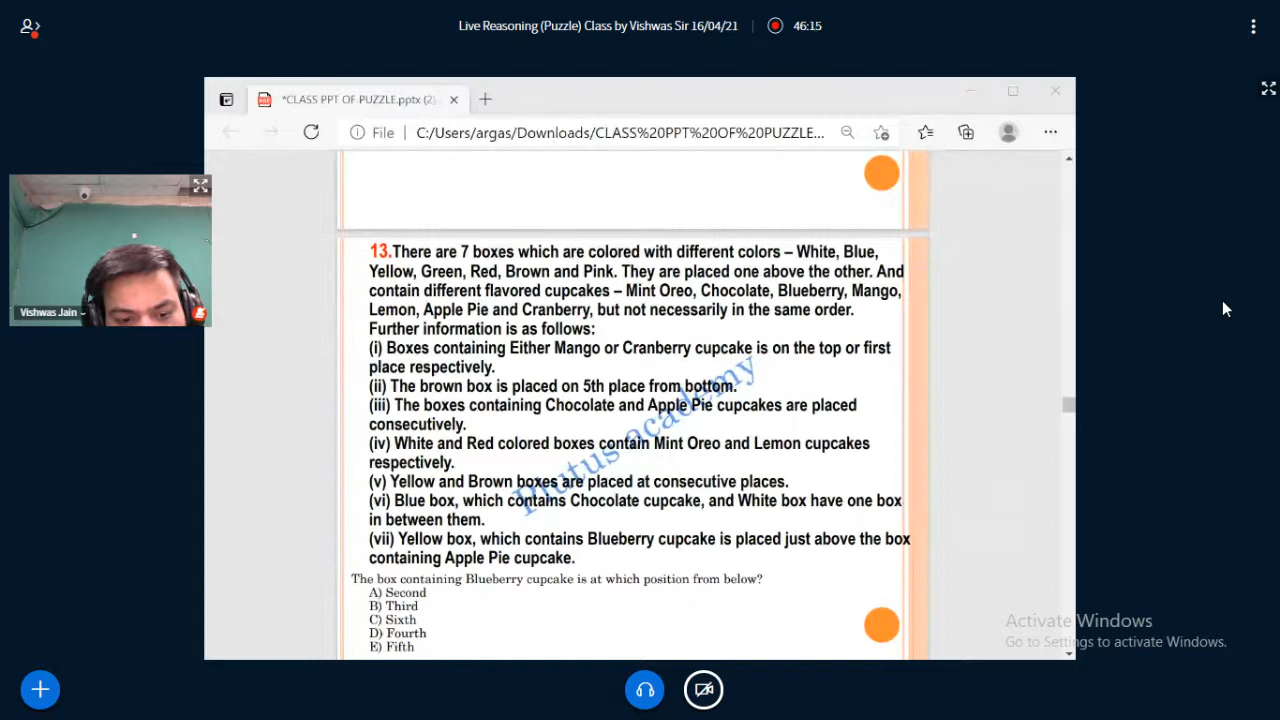 Live Reasoning (Puzzle) Class by Vishwas Sir 16/04/21
46:15
*CLASS PPT OF PUZZLE.pptx (2)
File
C:/Users/argas/Downloads/CLASS%20PPT%20OF%20PUZZLE...
Vishwas Jain
13.There are 7 boxes which are colored with different colors – White, Blue,
Yellow, Green, Red, Brown and Pink. They are placed one above the other. And
contain different flavored cupcakes – Mint Oreo, Chocolate, Blueberry, Mango,
Lemon, Apple Pie and Cranberry, but not necessarily in the same order.
Further information is as follows:
(i) Boxes containing Either Mango or Cranberry cupcake is on the top or first
place respectively.
(ii) The brown box is placed on 5th place from bottom.
(iii) The boxes containing Chocolate and Apple Pie cupcakes are placed
consecutively.
(iv) White and Red colored boxes contain Mint Oreo and Lemon cupcakes
respectively.
(v) Yellow and Brown boxes are placed at consecutive places.
(vi) Blue box, which contains Chocolate cupcake, and White box have one box
in between them.
(vii) Yellow box, which contains Blueberry cupcake is placed just above the box
containing Apple Pie cupcake.
Plutus academy
The box containing Blueberry cupcake is at which position from below?
A) Second
B) Third
C) Sixth
D) Fourth
E) Fifth
Activate Windows
Go to Settings to activate Windows.